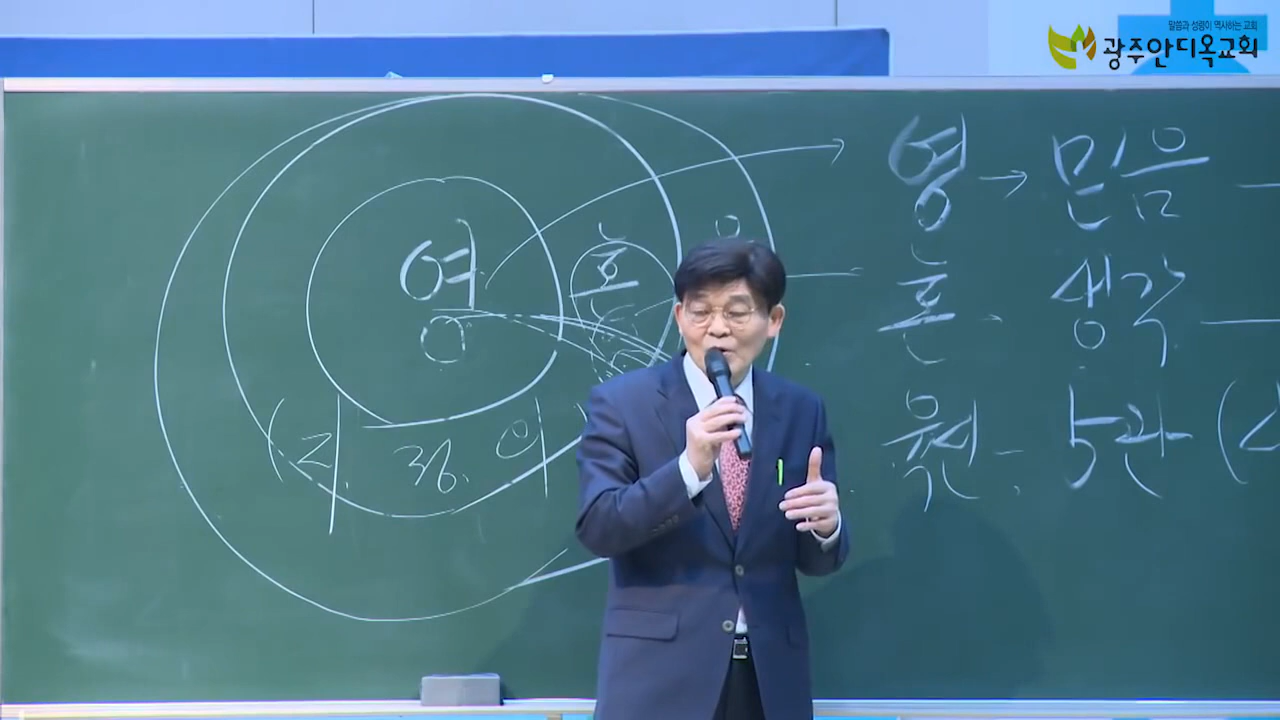 말씀과 성령이 역사하는 교회
광주안디옥교회
영 → 믿음
영 혼
혼 생각
(지. 정. 의)
육 - 5관 (